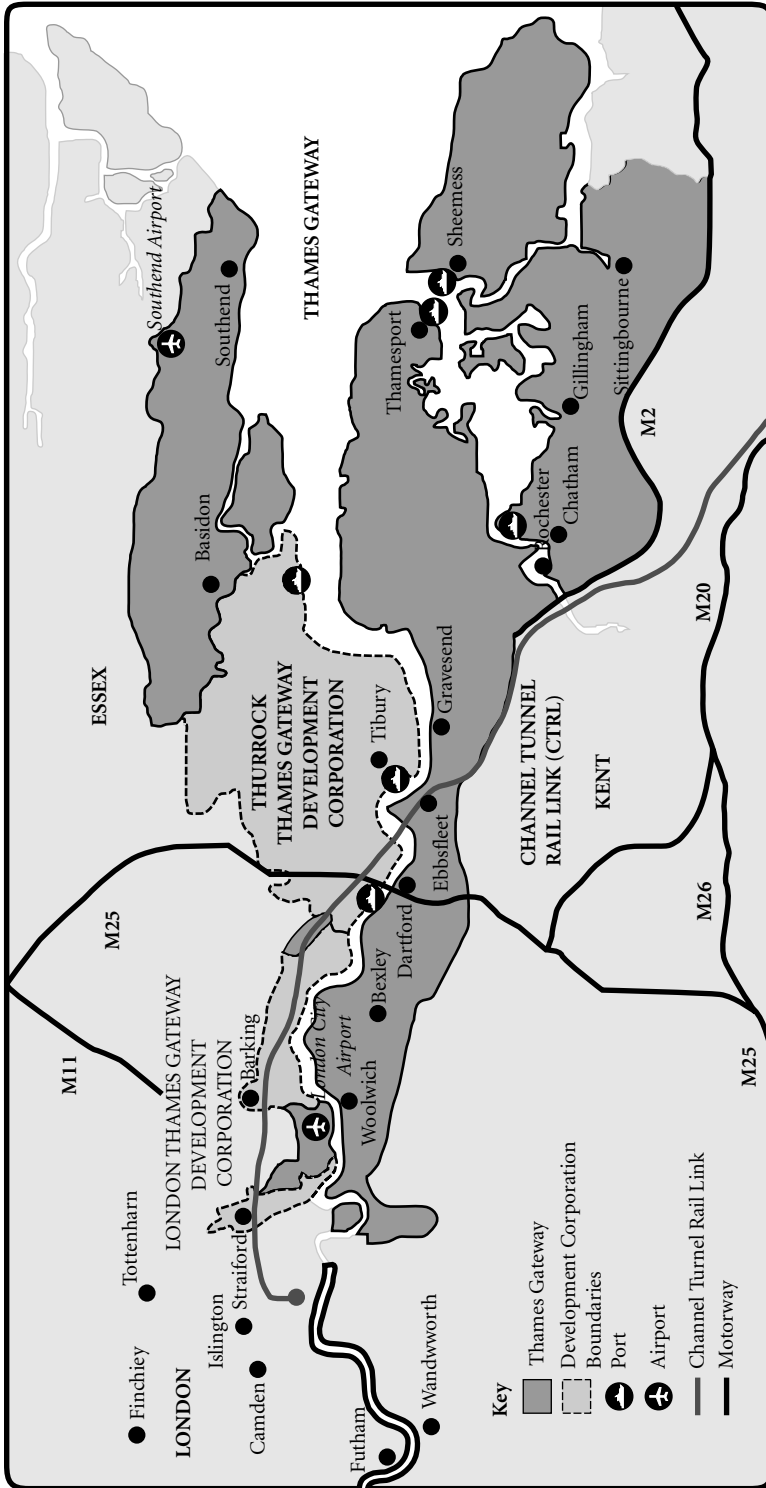 Finchiey
Tottenharn
LONDON
Islington
Straiford
Camden
Futham
Wandwworth
M11
M25
LONDON THAMES GATEWAY
DEVELOPMENT
CORPORATION
Barking
London City
Airport
Woolwich
Bexley
Dartford
Ebbsfleet
ESSEX
THURROCK
THAMES GATEWAY
DEVELOPMENT
CORPORATION
Tibury
Gravesend
Basidon
Southend Airport
Southend
THAMES GATEWAY
Thamesport
Sheemess
Rochester
Chatham
Gillingham
Sittingbourne
M2
CHANNEL TUNNEL
RAIL LINK (CTRL)
KENT
M20
M26
M25
Key
Thames Gateway
Development Corporation
Boundaries
Port
Airport
Channel Turnel Rail Link
Motorway